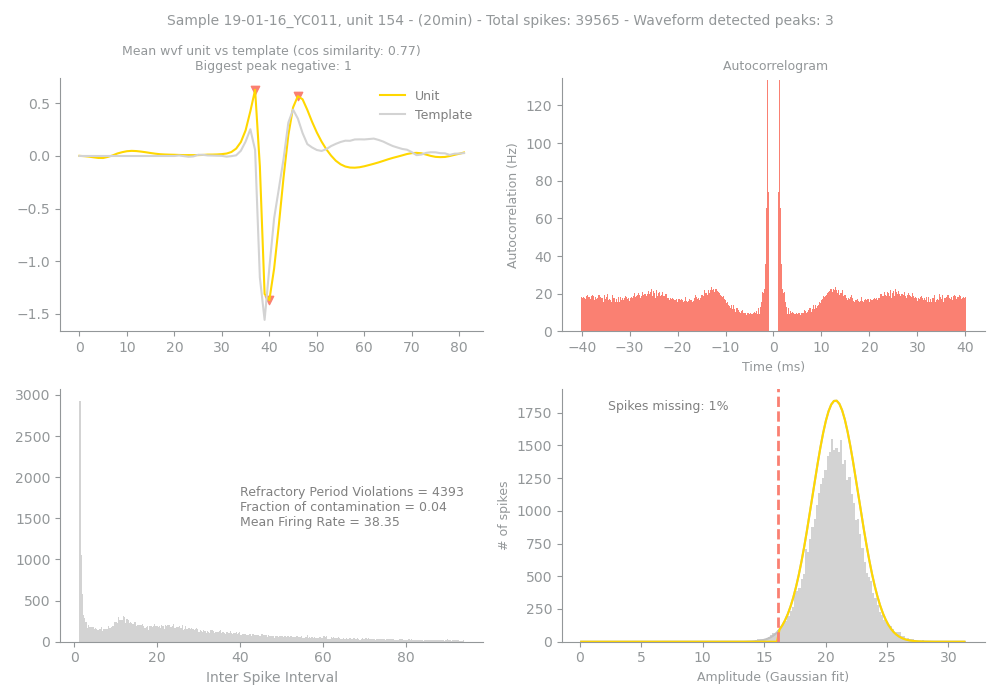 Sample 19-01-16_YC011, unit 154 - (20min) - Total spikes: 39565 - Waveform detected peaks: 3
Mean wvf unit vs template (cos similarity: 0.77)
Biggest peak negative: 1
0.5
0.0
−0.5
−1.0
−1.5
Unit
Template
0 10 20 30 40 50 60 70 80
Autocorrelogram
Autocorrelation (Hz)
120
100
80
60
40
20
0
−40 −30 −20 −10 0 10 20 30 40
Time (ms)
3000
2500
2000
1500
1000
500
0
Refractory Period Violations = 4393
Fraction of contamination = 0.04
Mean Firing Rate = 38.35
0 20 40 60 80
Inter Spike Interval
# of spikes
1750
1500
1250
1000
750
500
250
0
Spikes missing: 1%
0 5 10 15 20 25 30
Amplitude (Gaussian fit)